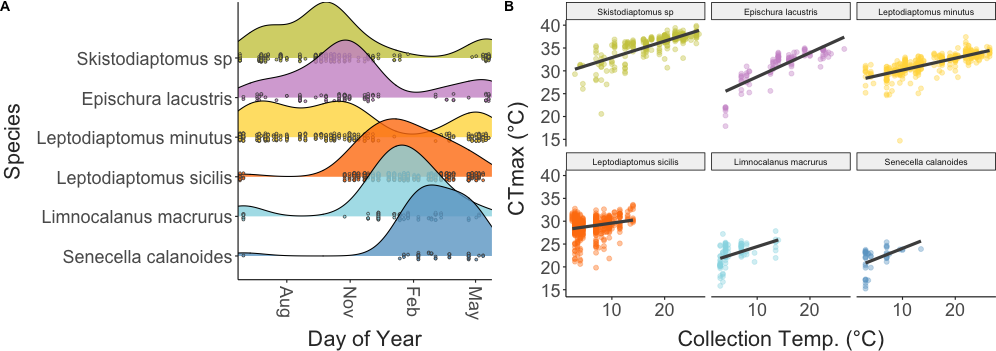 A
Species
Skistodiaptomus sp
Epischura lacustris
Leptodiaptomus minutus
Leptodiaptomus sicilis
Limnocalanus macrurus
Senecella calanoides
Aug
Nov
Feb
May
Day of Year
B
CTmax (°C)
Skistodiaptomus sp
Epischura lacustris
Leptodiaptomus minutus
40
35
30
25
20
15
Leptodiaptomus sicilis
Limnocalanus macrurus
Senecella calanoides
40
35
30
25
20
15
10 20
10 20
10 20
Collection Temp. (°C)